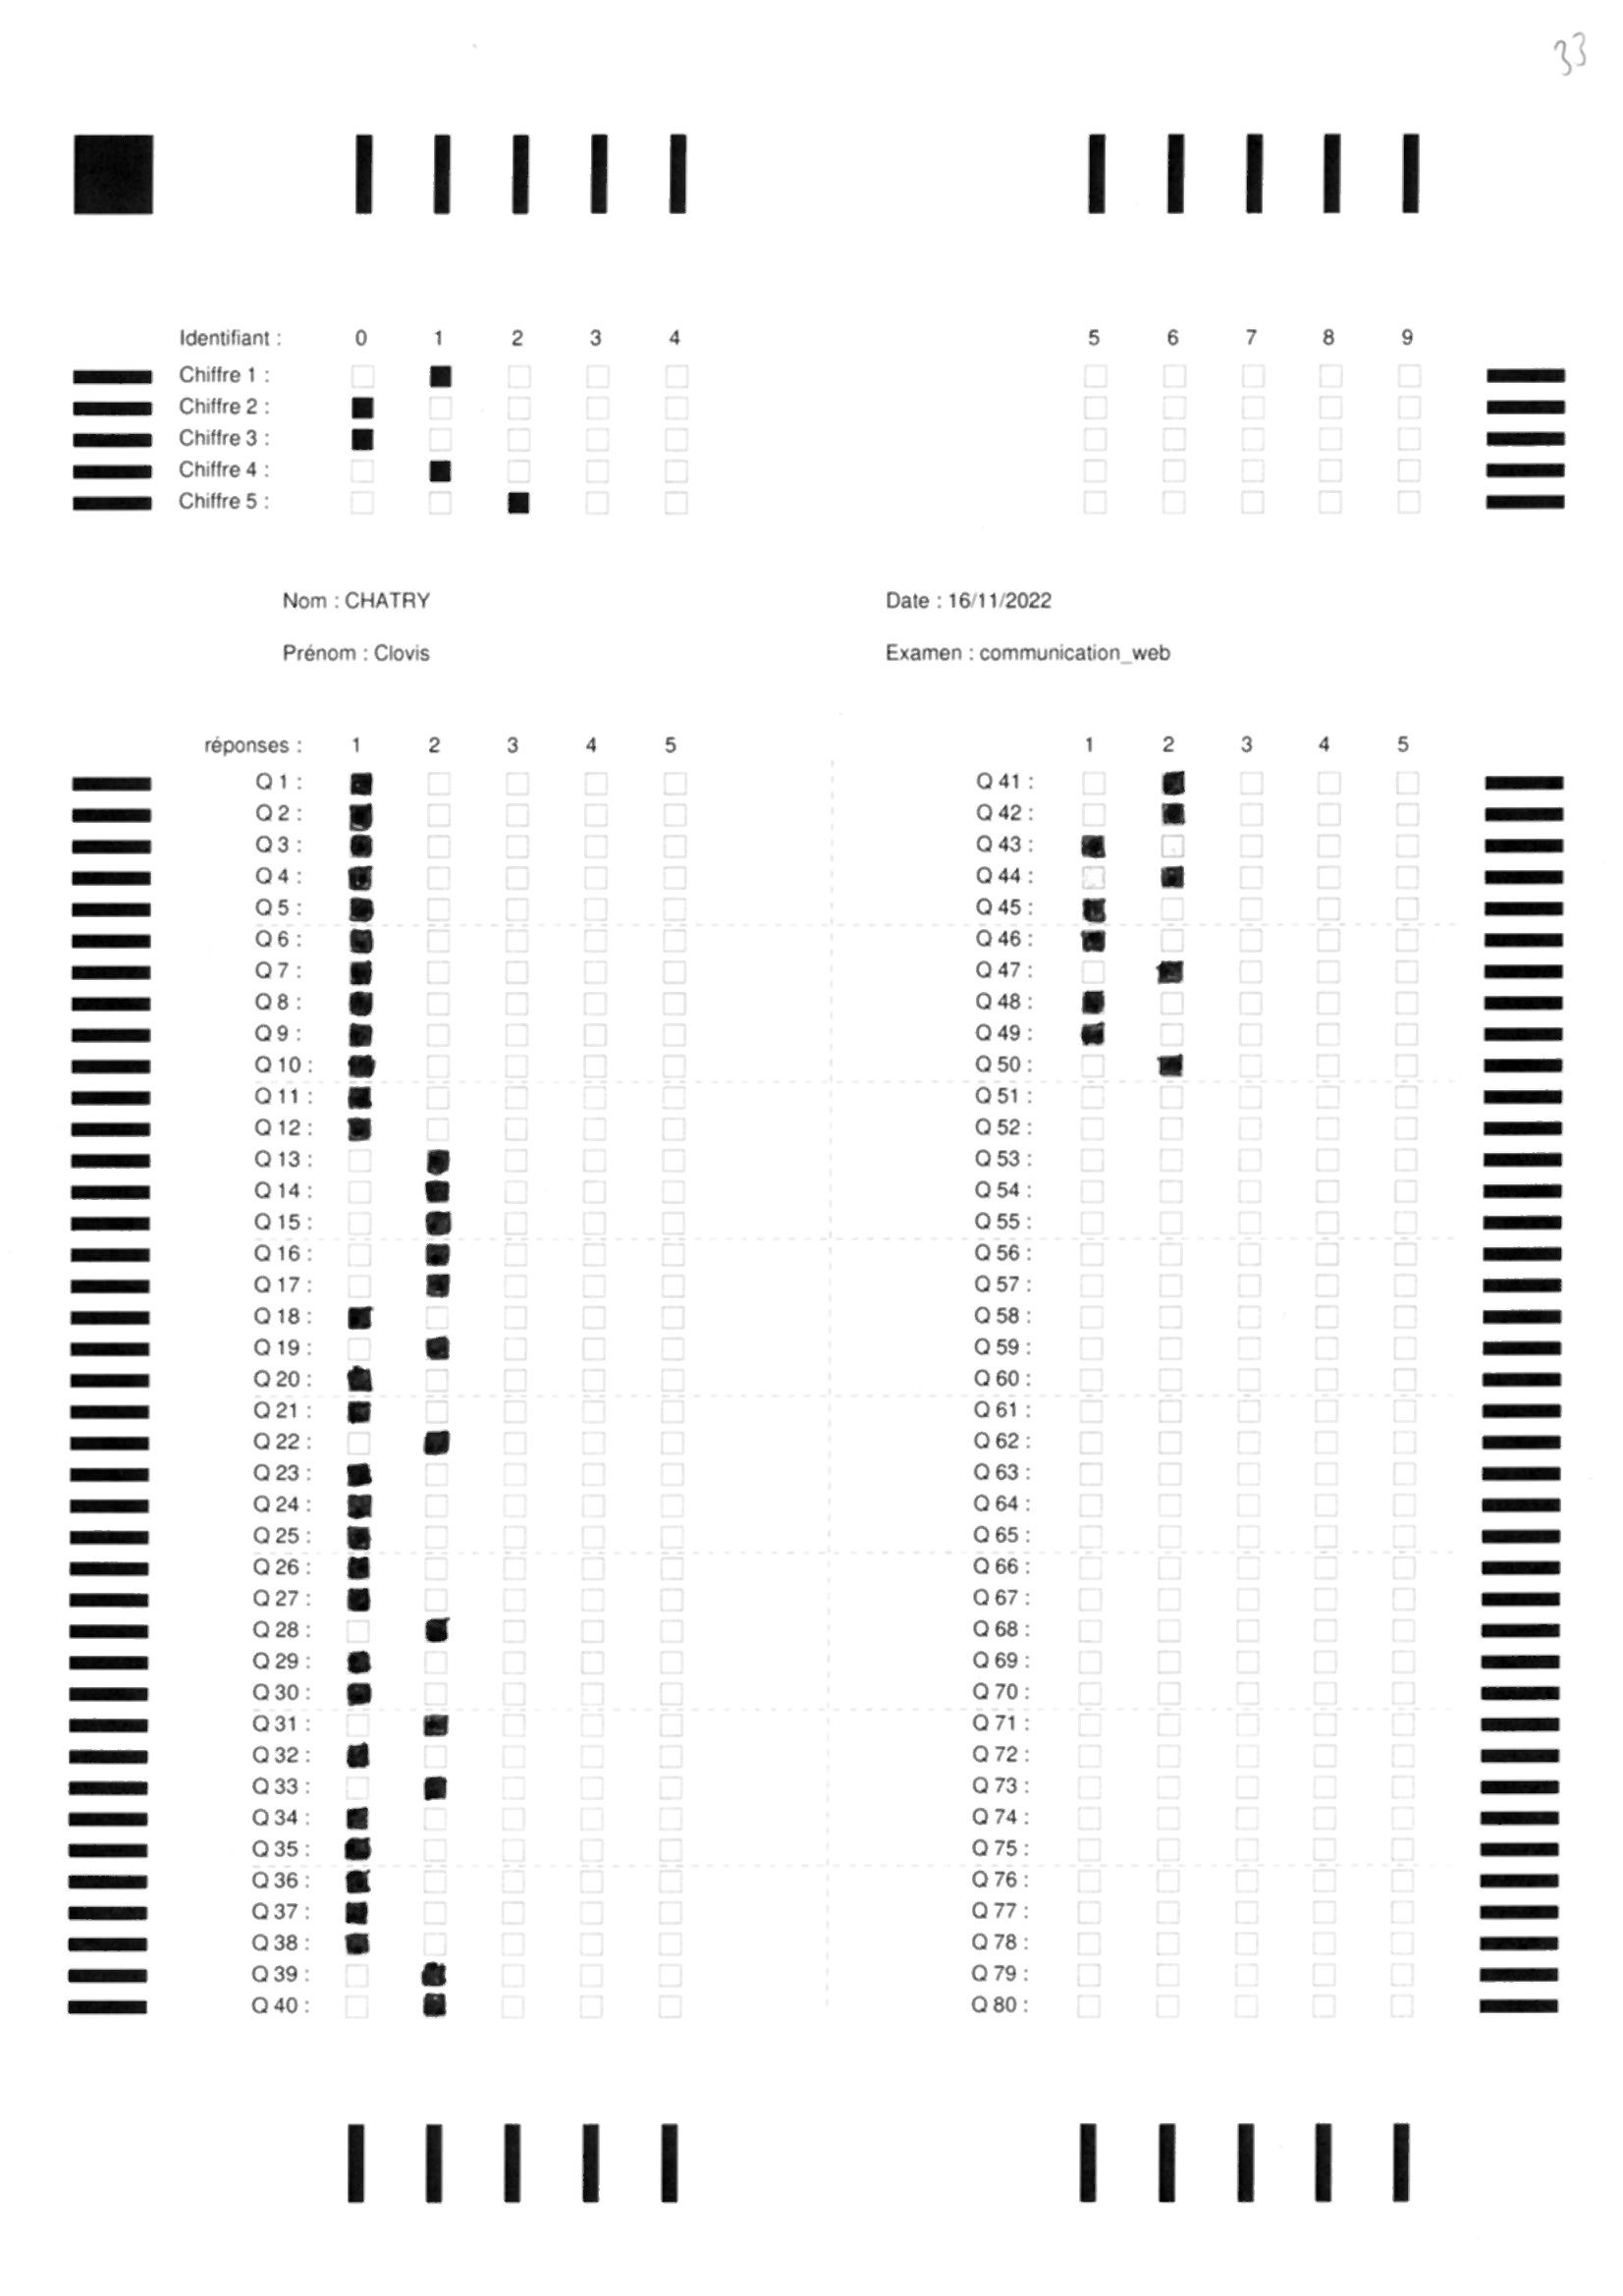 33
Identifiant : 0 1 2 3 4 5 6 7 8 9
Chiffre 1 :
Chiffre 2 :
Chiffre 3 :
Chiffre 4 :
Chiffre 5 :
Nom : CHATRY Date : 16/11/2022
Prénom : Clovis Examen : communication_web
réponses : 1 2 3 4 5 1 2 3 4 5
Q 1 : Q 41 :
Q 2 : Q 42 :
Q 3 : Q 43 :
Q 4 : Q 44 :
Q 5 : Q 45 :
Q 6 : Q 46 :
Q 7 : Q 47 :
Q 8 : Q 48 :
Q 9 : Q 49 :
Q 10 : Q 50 :
Q 11 : Q 51 :
Q 12 : Q 52 :
Q 13 : Q 53 :
Q 14 : Q 54 :
Q 15 : Q 55 :
Q 16 : Q 56 :
Q 17 : Q 57 :
Q 18 : Q 58 :
Q 19 : Q 59 :
Q 20 : Q 60 :
Q 21 : Q 61 :
Q 22 : Q 62 :
Q 23 : Q 63 :
Q 24 : Q 64 :
Q 25 : Q 65 :
Q 26 : Q 66 :
Q 27 : Q 67 :
Q 28 : Q 68 :
Q 29 : Q 69 :
Q 30 : Q 70 :
Q 31 : Q 71 :
Q 32 : Q 72 :
Q 33 : Q 73 :
Q 34 : Q 74 :
Q 35 : Q 75 :
Q 36 : Q 76 :
Q 37 : Q 77 :
Q 38 : Q 78 :
Q 39 : Q 79 :
Q 40 : Q 80 :